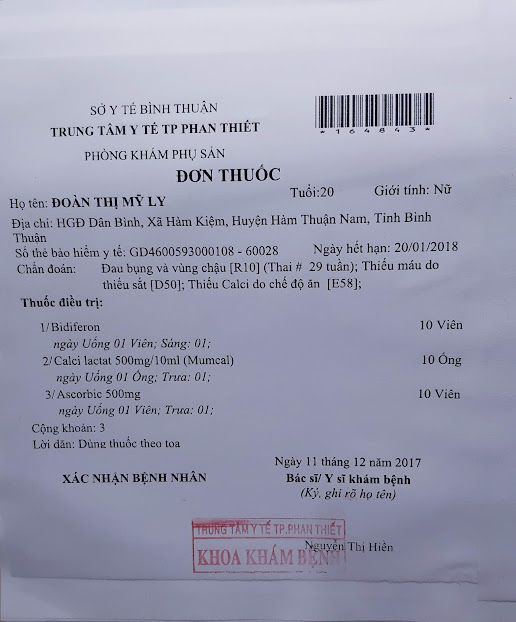 SỞ Y TẾ BÌNH THUẬN
TRUNG TÂM Y TẾ TP PHAN THIẾT
*164843*
PHÒNG KHÁM PHỤ SẢN
ĐƠN THUỐC
Họ tên: ĐOÀN THỊ MỸ LY Tuổi:20 Giới tính: Nữ
Địa chỉ: HGĐ Dân Bình, Xã Hàm Kiệm, Huyện Hàm Thuận Nam, Tỉnh Bình
Thuận
Số thẻ bảo hiểm y tế: GD4600593000108 - 60028 Ngày hết hạn: 20/01/2018
Chẩn đoán: Đau bụng và vùng chậu [R10] (Thai # 29 tuần); Thiếu máu do
thiếu sắt [D50]; Thiếu Calci do chế độ ăn [E58];
Thuốc điều trị:
1/ Bidiferon 10 Viên
ngày Uống 01 Viên; Sáng: 01;
2/ Calci lactat 500mg/10ml (Mumcal) 10 Ống
ngày Uống 01 Ống; Trưa: 01;
3/ Ascorbic 500mg 10 Viên
ngày Uống 01 Viên; Trưa: 01;
Cộng khoản: 3
Lời dặn: Dùng thuốc theo toa
Ngày 11 tháng 12 năm 2017
XÁC NHẬN BỆNH NHÂN Bác sĩ/ Y sĩ khám bệnh
(Ký, ghi rõ họ tên)
TRUNG TÂM Y TẾ TP.PHAN THIẾT
Nguyễn Thị Hiền
KHOA KHÁM BỆNH